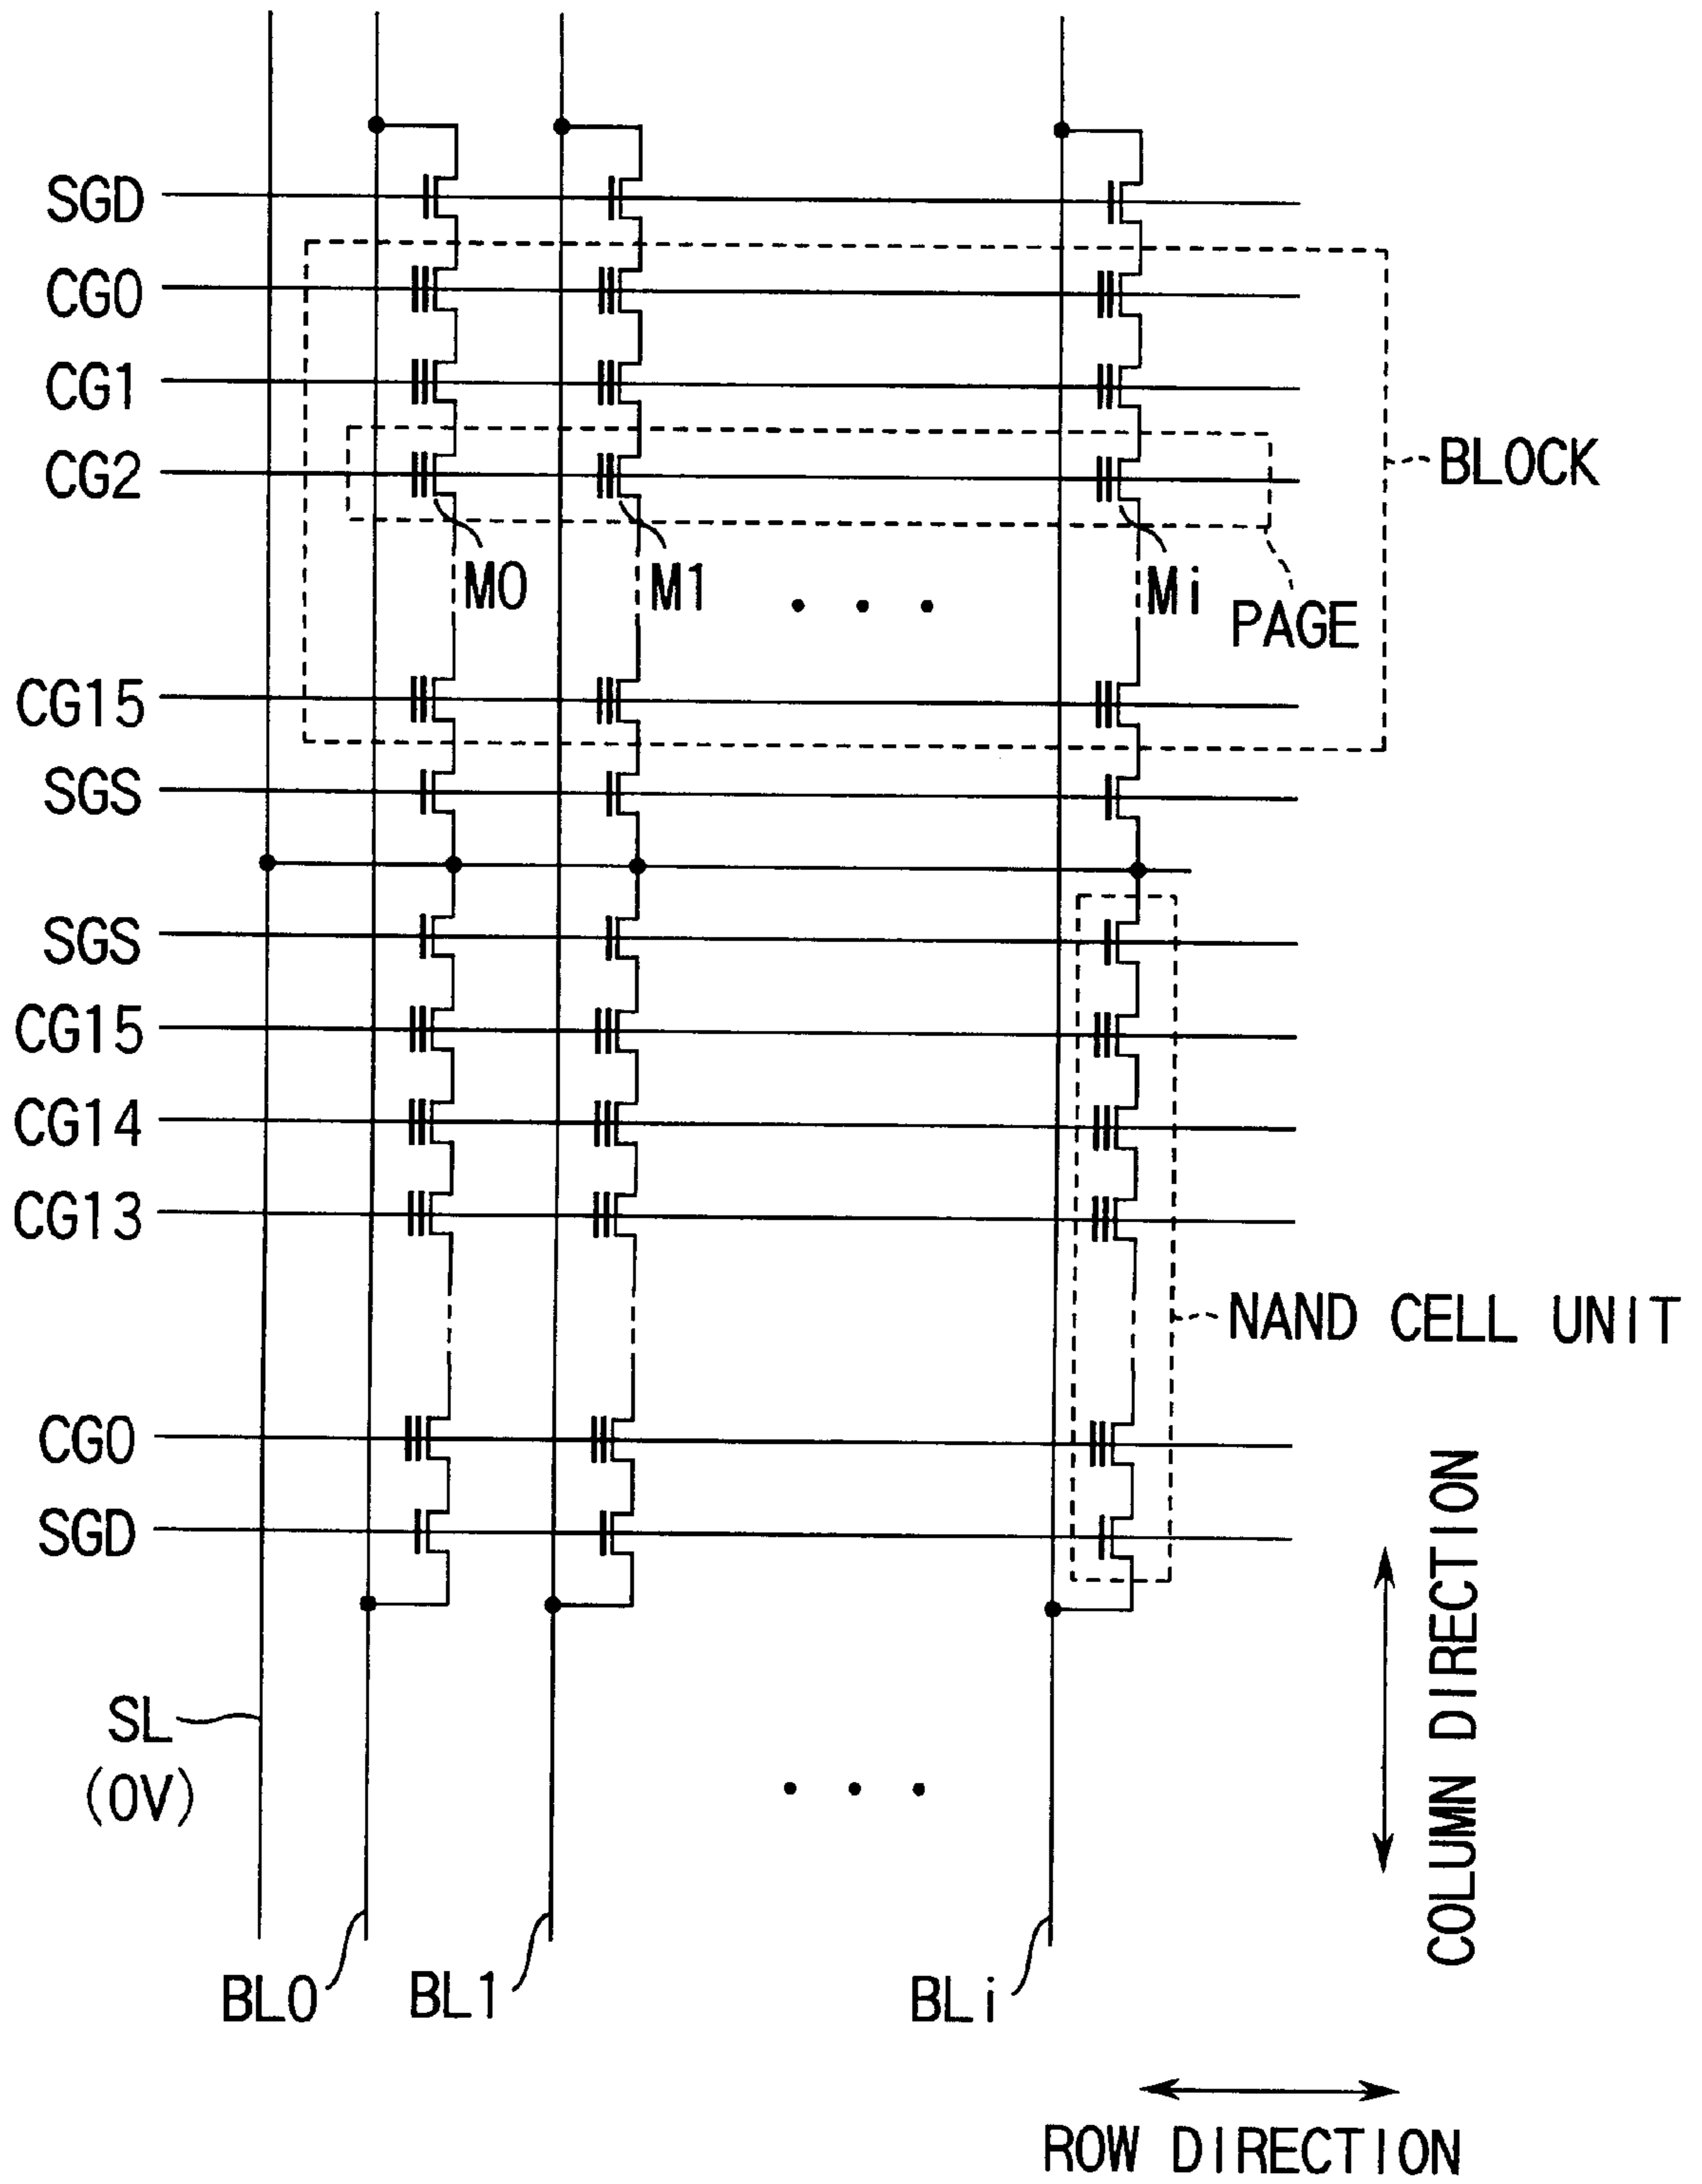 SGD
CG0
CG1
CG2
BLOCK
M0
M1
Mi
PAGE
CG15
SGS
SGS
CG15
CG14
CG13
NAND CELL UNIT
CG0
SGD
SL
(0V)
COLUMN DIRECTION
BL0
BL1
BLi
ROW DIRECTION